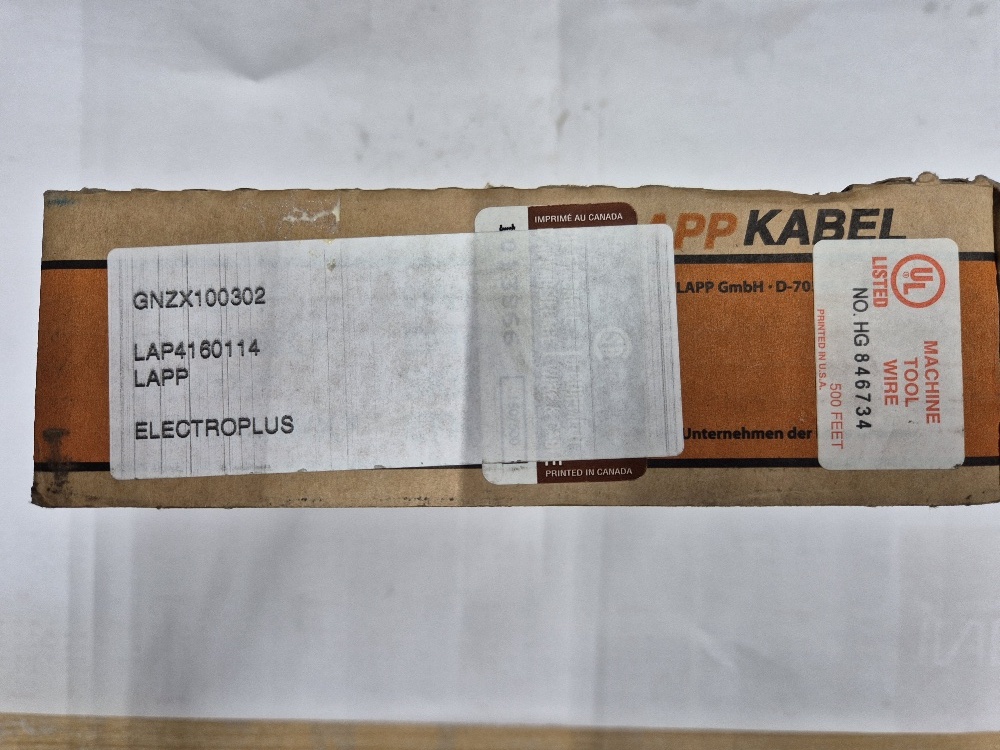 GNZX100302
LAP4160114
LAPP
ELECTROPLUS
IMPRIMÉ AU CANADA
PRINTED IN CANADA
APP KABEL
LAPP GmbH · D-70
Unternehmen der
UL
®
LISTED
NO. HG 846734
PRINTED IN U.S.A.
MACHINE
TOOL
WIRE
500 FEET